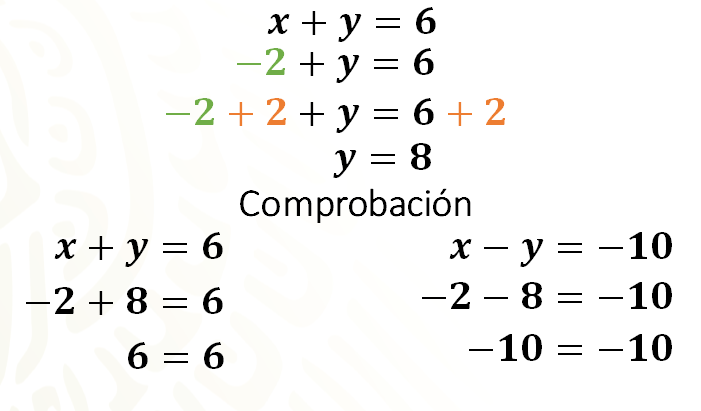 x + y = 6
−2 + y = 6
−2 + 2 + y = 6 + 2
y = 8
Comprobación
x + y = 6
−2 + 8 = 6
6 = 6
x − y = −10
−2 − 8 = −10
−10 = −10